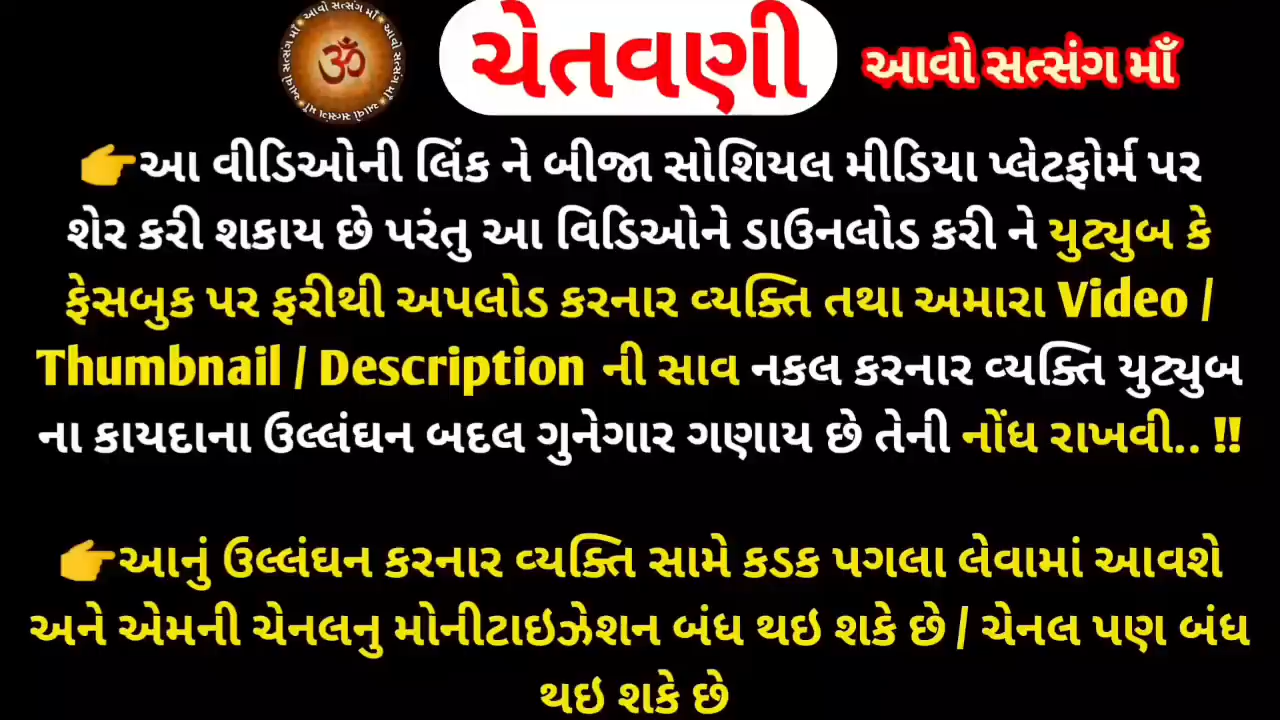 આવો સત્સંગ માઁ
ॐ
ચેતવણી
આવો સત્સંગ માઁ
👉આ વીડિઓની લિંક ને બીજા સોશિયલ મીડિયા પ્લેટફોર્મ પર
શેર કરી શકાય છે પરંતુ આ વિડિઓને ડાઉનલોડ કરી ને યુટ્યુબ કે
ફેસબુક પર ફરીથી અપલોડ કરનાર વ્યક્તિ તથા અમારા Video /
Thumbnail / Description ની સાવ નકલ કરનાર વ્યક્તિ યુટ્યુબ
ના કાયદાના ઉલ્લંઘન બદલ ગુનેગાર ગણાય છે તેની નોંધ રાખવી.. !!
👉આનું ઉલ્લંઘન કરનાર વ્યક્તિ સામે કડક પગલા લેવામાં આવશે
અને એમની ચેનલનુ મોનીટાઇઝેશન બંધ થઇ શકે છે / ચેનલ પણ બંધ
થઇ શકે છે